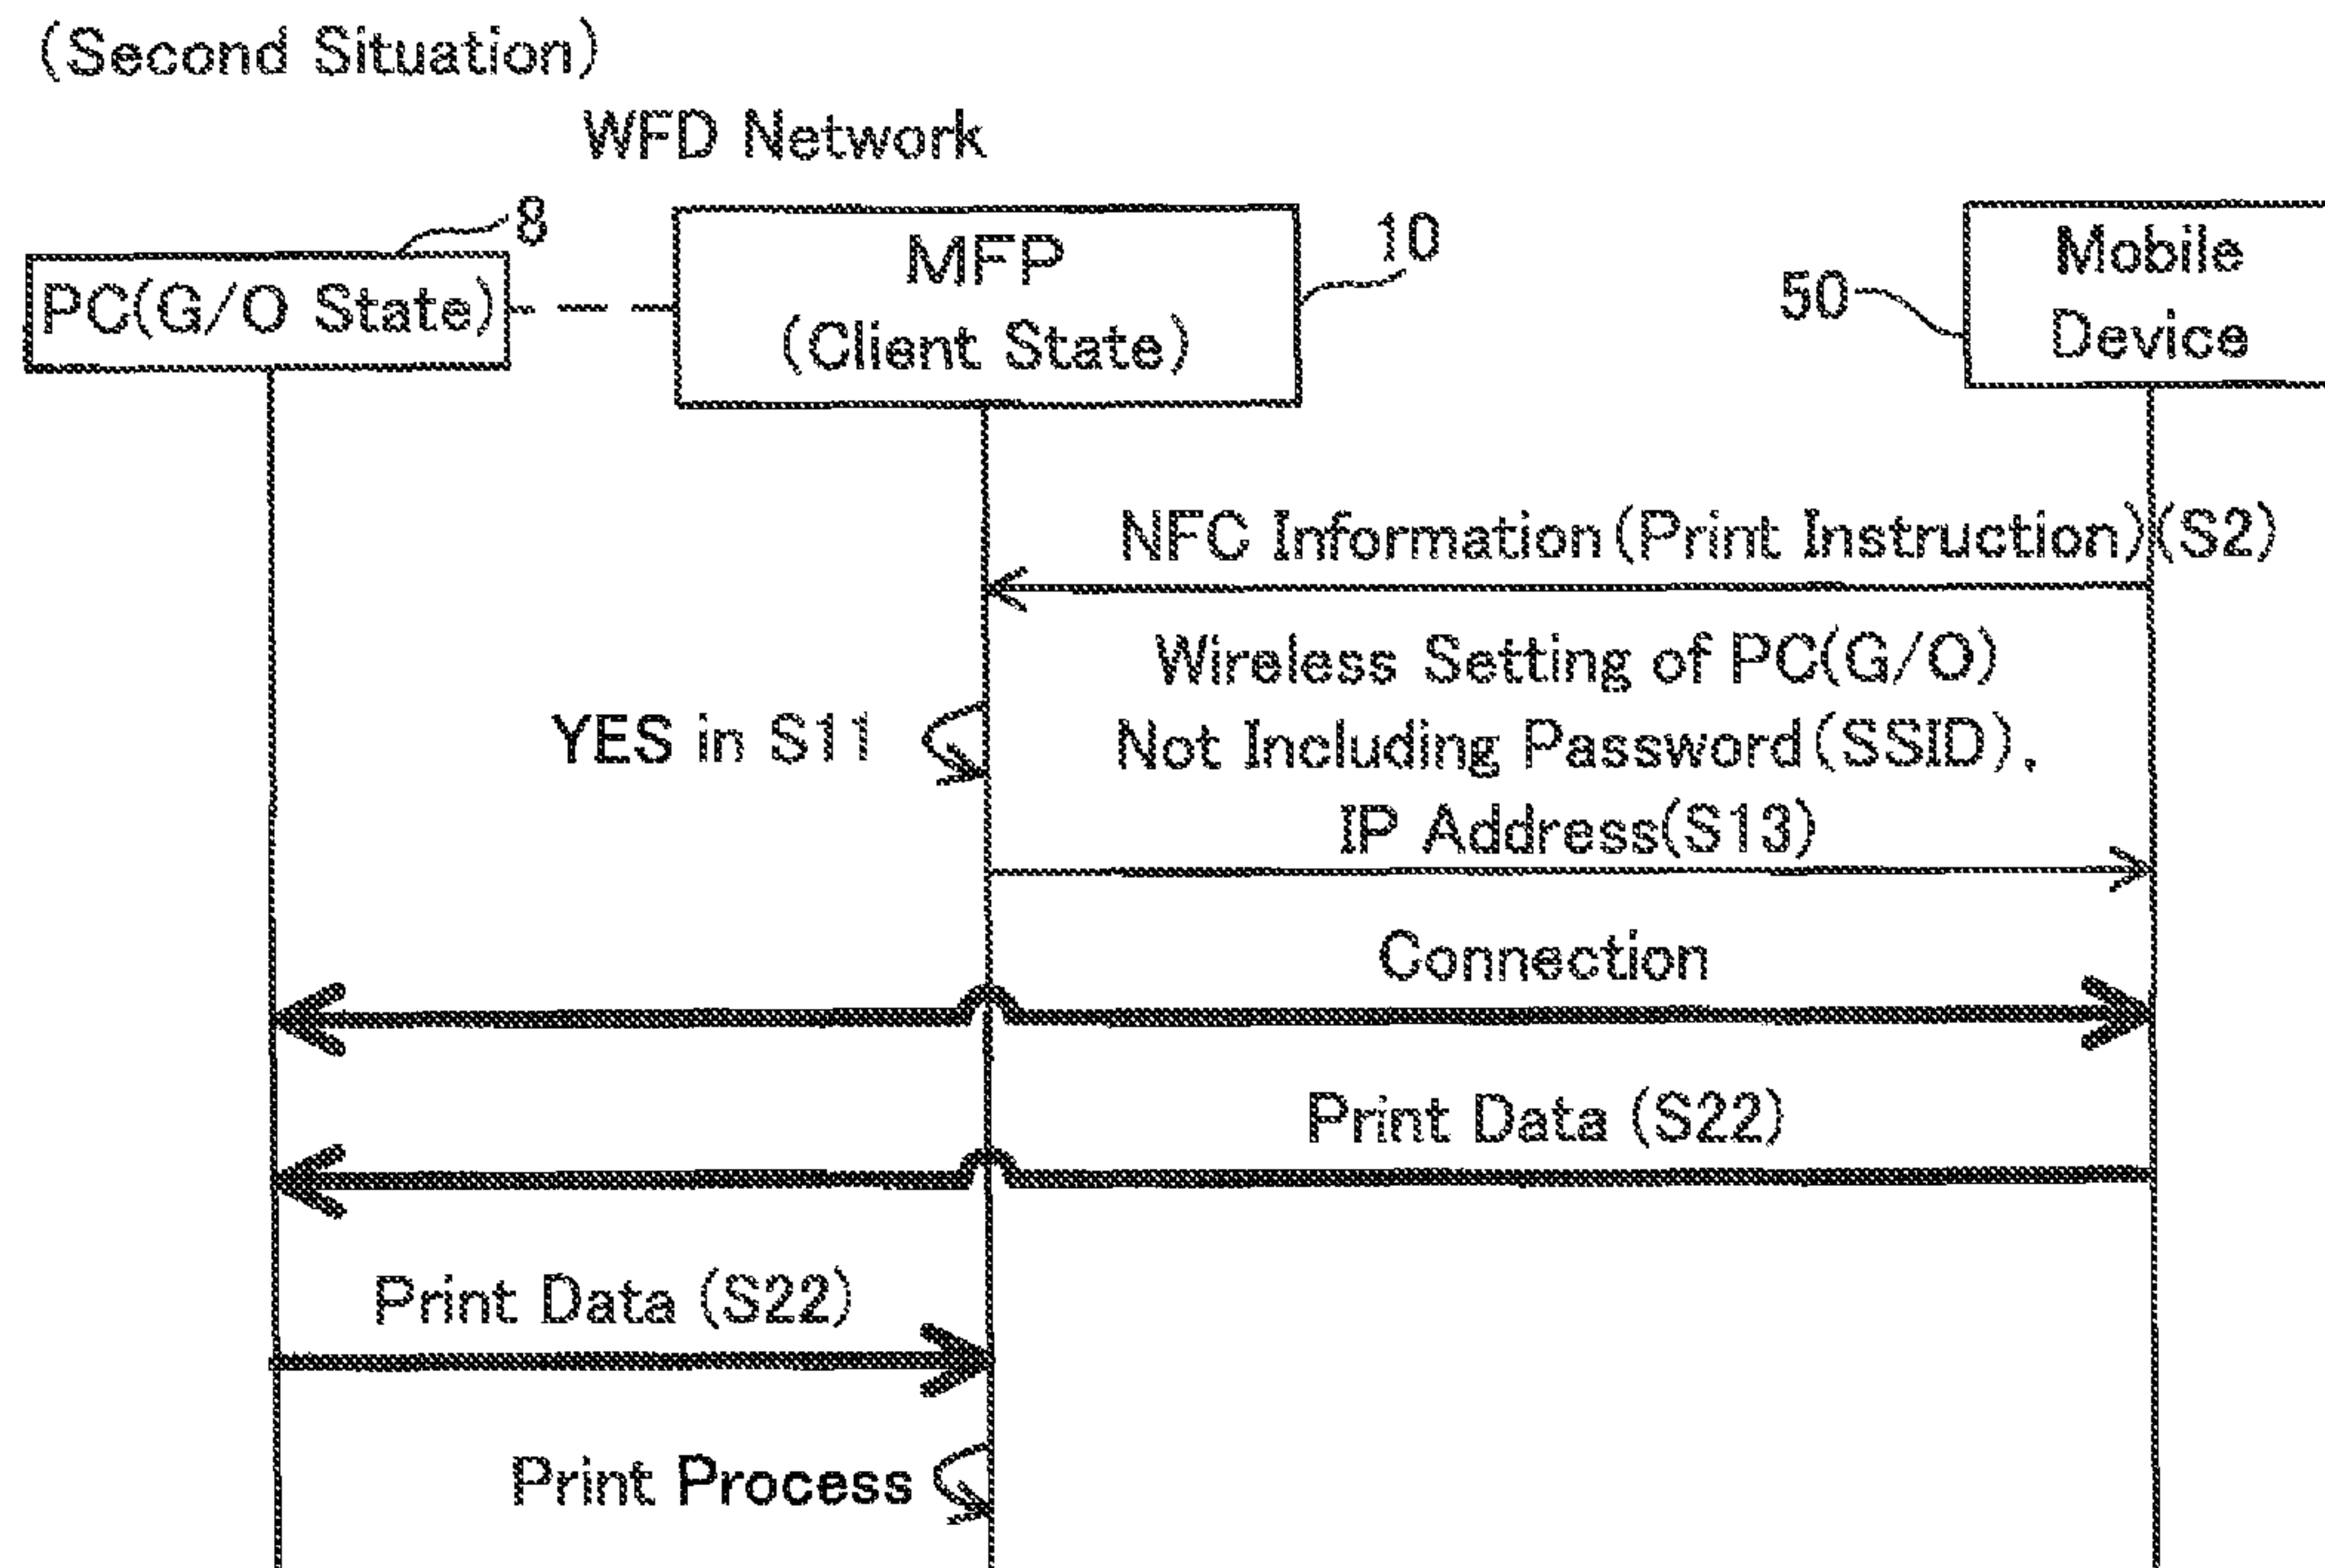 (Second Situation)
WFD Network
8
PC(G/O State)
MFP
(Client State)
10
50
Mobile
Device
NFC Information(Print Instruction)(S2)
Wireless Setting of PC(G/O)
Not Including Password(SSID),
IP Address(S13)
YES in S11
Connection
Print Data (S22)
Print Data (S22)
Print Process